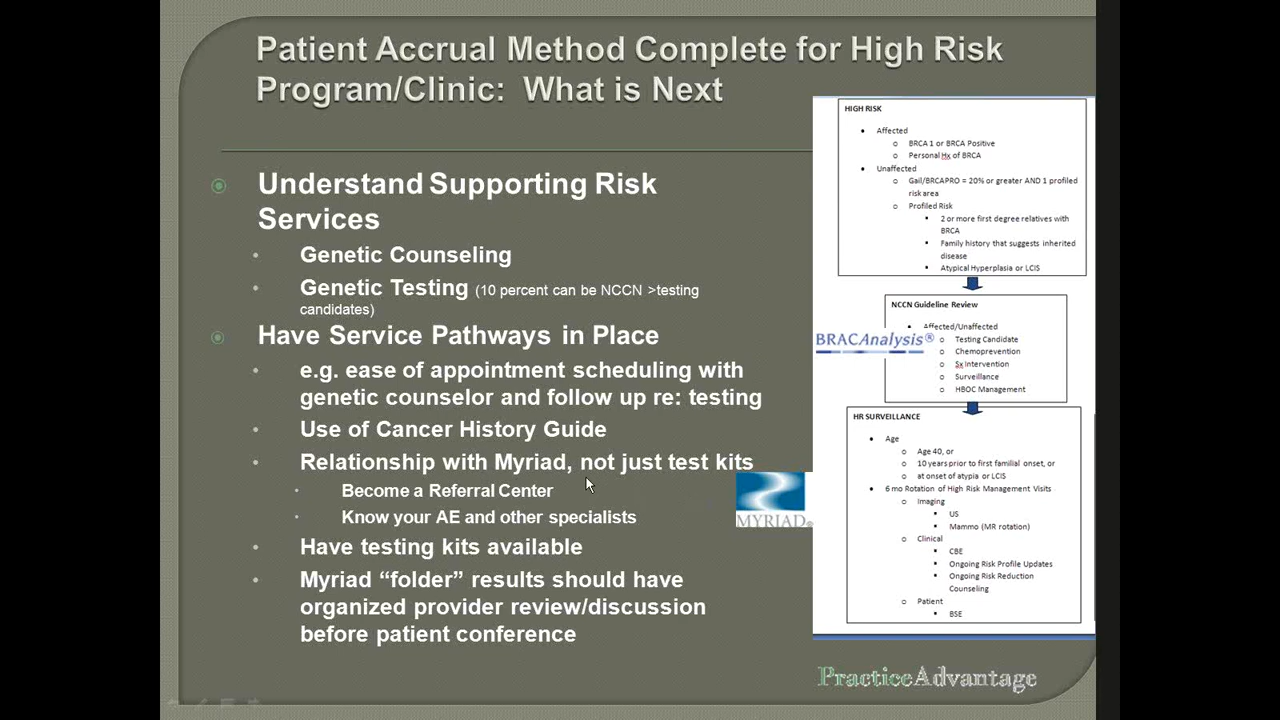 Patient Accrual Method Complete for High Risk
Program/Clinic: What is Next
Understand Supporting Risk
Services
Genetic Counseling
Genetic Testing (10 percent can be NCCN >testing
candidates)
Have Service Pathways in Place
e.g. ease of appointment scheduling with
genetic counselor and follow up re: testing
Use of Cancer History Guide
Relationship with Myriad, not just test kits
Become a Referral Center
Know your AE and other specialists
Have testing kits available
Myriad “folder” results should have
organized provider review/discussion
before patient conference
MYRIAD®
HIGH RISK
Affected
BRCA 1 or BRCA Positive
Personal Hx of BRCA
Unaffected
Gail/BRCAPRO = 20% or greater AND 1 profiled
risk area
Profiled Risk
2 or more first degree relatives with
BRCA
Family history that suggests inherited
disease
Atypical Hyperplasia or LCIS
NCCN Guideline Review
Affected/Unaffected
BRACAnalysis®
Testing Candidate
Chemoprevention
Sx Intervention
Surveillance
HBOC Management
HR SURVEILLANCE
Age
Age 40, or
10 years prior to first familial onset, or
at onset of atypia or LCIS
6 mo Rotation of High Risk Management Visits
Imaging
US
Mammo (MR rotation)
Clinical
CBE
Ongoing Risk Profile Updates
Ongoing Risk Reduction
Counseling
Patient
BSE
PracticeAdvantage